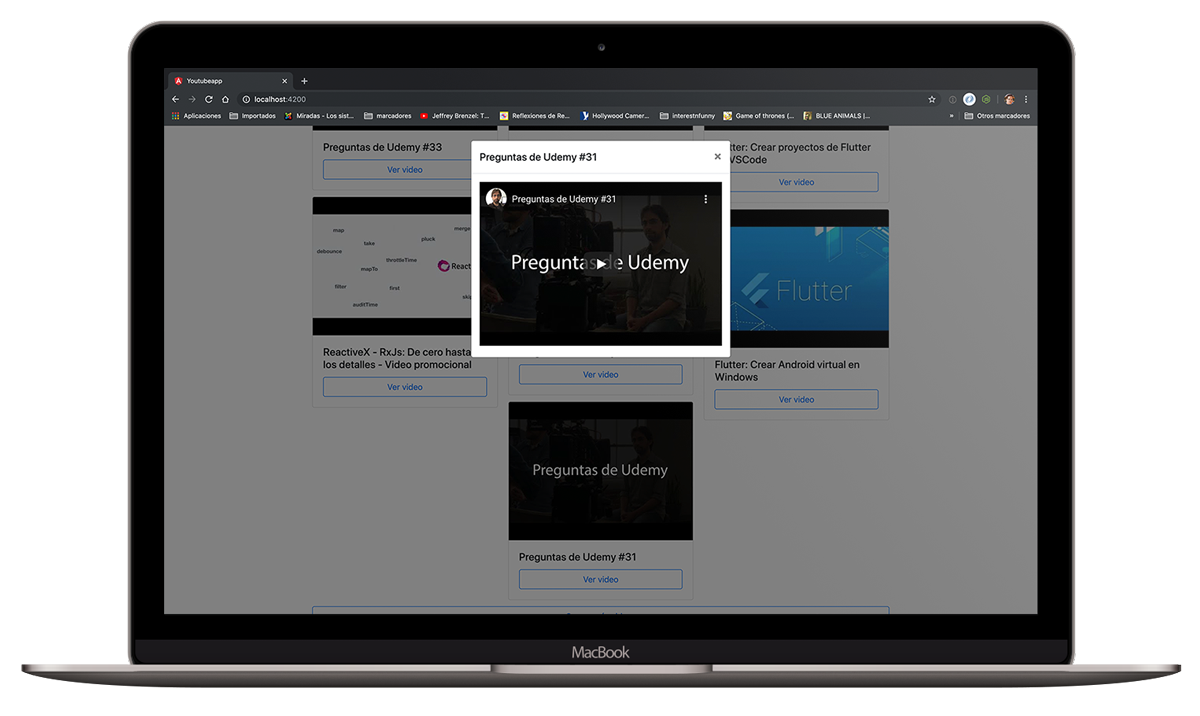 Youtubeapp
localhost:4200
Aplicaciones
Importados
Miradas - Los sist...
marcadores
Jeffrey Brenzel: T...
Reflexiones de Re...
Hollywood Camer...
interestnfunny
Game of thrones (...
BLUE ANIMALS |...
»
Otros marcadores
Preguntas de Udemy #33
Ver video
map
merge
pluck
take
debounce
throttleTime
mapTo
React
filter
first
auditTime
ReactiveX - RxJs: De cero hasta
los detalles - Video promocional
Ver video
Preguntas de Udemy #31
×
Preguntas de Udemy #31
Preguntas de Udemy
Ver video
Preguntas de Udemy
Preguntas de Udemy #31
Ver video
tter: Crear proyectos de Flutter
VSCode
Ver video
Flutter
Flutter: Crear Android virtual en
Windows
Ver video
MacBook